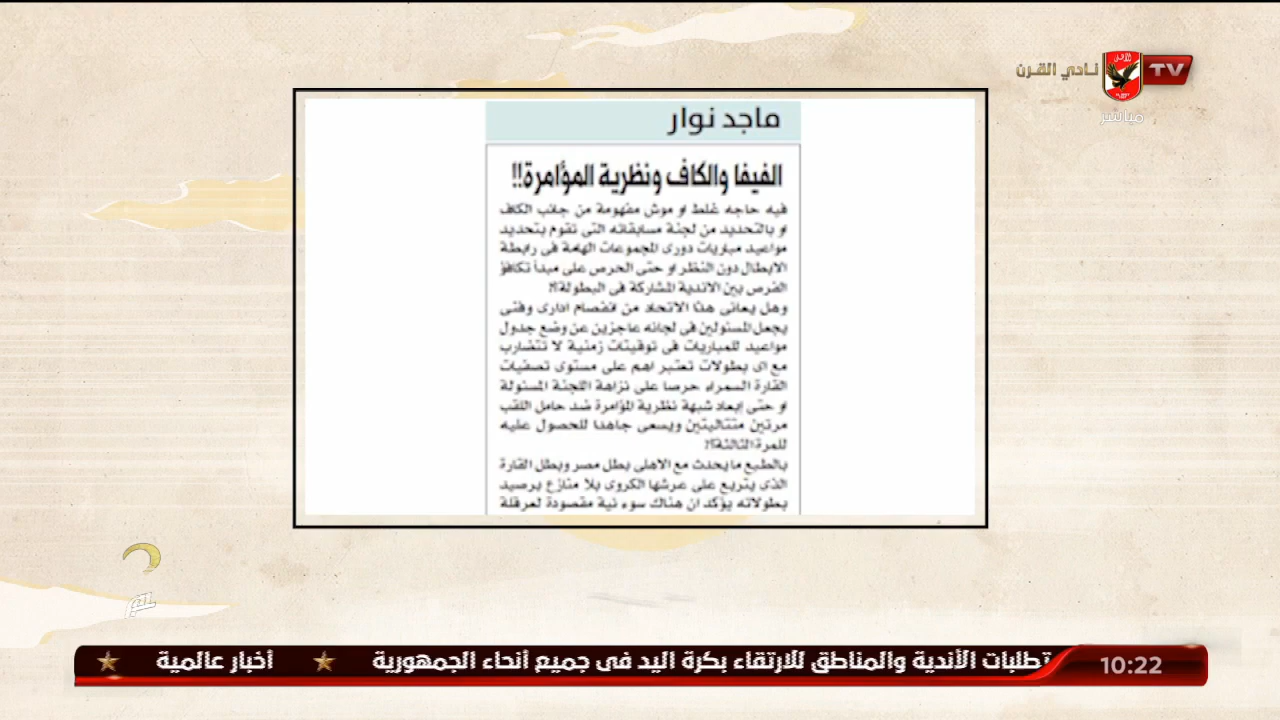 TV
نادي القرن
مباشر
ماجد نوار
الفيفا والكاف ونظرية المؤامرة!!
فيه حاجه غلط او موش مفهومة من جانب الكاف
او بالتحديد من لجنة مسابقاته التى تقوم بتحديد
مواعيد مباريات دورى المجموعات الهامة فى رابطة
الابطال دون النظر او حتى الحرص على مبدأ تكافؤ
الفرص بين الاندية المشاركة فى البطولة؟!
وهل يعانى هذا الاتحاد من انفصام ادارى وفنى
يجعل المسئولين فى لجانه عاجزين عن وضع جدول
مواعيد للمباريات فى توقيتات زمنية لا تتضارب
مع اى بطولات تعتبر اهم على مستوى تصفيات
القارة السمراء حرصا على نزاهة اللجنة المسئولة
او حتى إبعاد شبهة نظرية المؤامرة ضد حامل اللقب
مرتين متتاليتين ويسعى جاهدا للحصول عليه
للمرة الثالثة؟!
بالطبع مايحدث مع الاهلى بطل مصر وبطل القارة
الذى يتربع على عرشها الكروى بلا منازع برصيد
بطولاته يؤكد ان هناك سوء نية مقصودة لعرقلة
تطلبات الأندية والمناطق للارتقاء بكرة اليد فى جميع أنحاء الجمهورية ★ أخبار عالمية ★
10:22